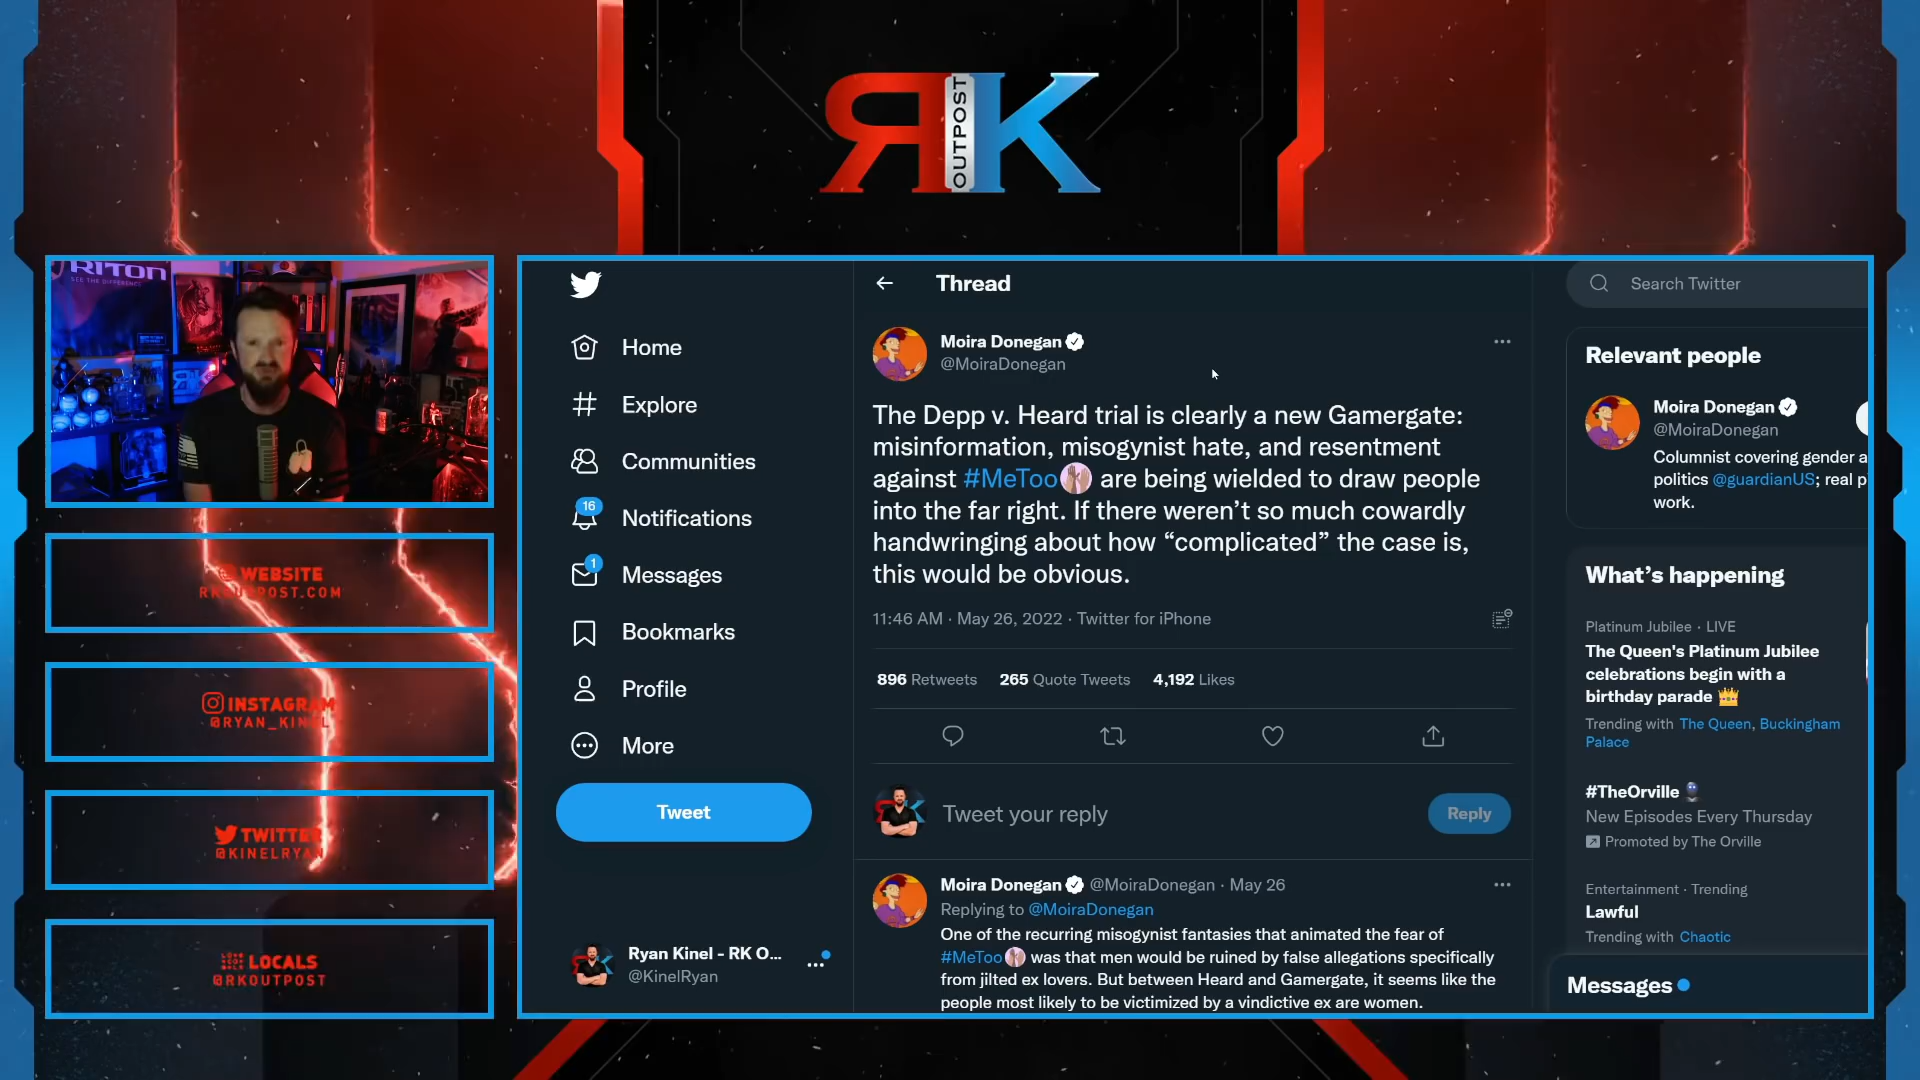 RK
OUTPOST
RITON
SEE THE DIFFERENCE
WEBSITE
RKOUTPOST.COM
INSTAGRAM
@RYAN_KINEL
TWITTER
@KINELRYAN
LOCALS
@RKOUTPOST
Home
Explore
Communities
16
Notifications
1
Messages
Bookmarks
Profile
More
Tweet
Ryan Kinel - RK O...
@KinelRyan
Thread
Moira Donegan
@MoiraDonegan
The Depp v. Heard trial is clearly a new Gamergate:
misinformation, misogynist hate, and resentment
against #MeToo are being wielded to draw people
into the far right. If there weren’t so much cowardly
handwringing about how “complicated” the case is,
this would be obvious.
11:46 AM · May 26, 2022 · Twitter for iPhone
896 Retweets 265 Quote Tweets 4,192 Likes
Tweet your reply
Reply
Moira Donegan @MoiraDonegan · May 26
Replying to @MoiraDonegan
One of the recurring misogynist fantasies that animated the fear of
#MeToo was that men would be ruined by false allegations specifically
from jilted ex lovers. But between Heard and Gamergate, it seems like the
people most likely to be victimized by a vindictive ex are women.
Search Twitter
Relevant people
Moira Donegan
@MoiraDonegan
Columnist covering gender a
politics @guardianUS; real p
work.
What’s happening
Platinum Jubilee · LIVE
The Queen's Platinum Jubilee
celebrations begin with a
birthday parade 👑
Trending with The Queen, Buckingham
Palace
#TheOrville
New Episodes Every Thursday
Promoted by The Orville
Entertainment · Trending
Lawful
Trending with Chaotic
Messages